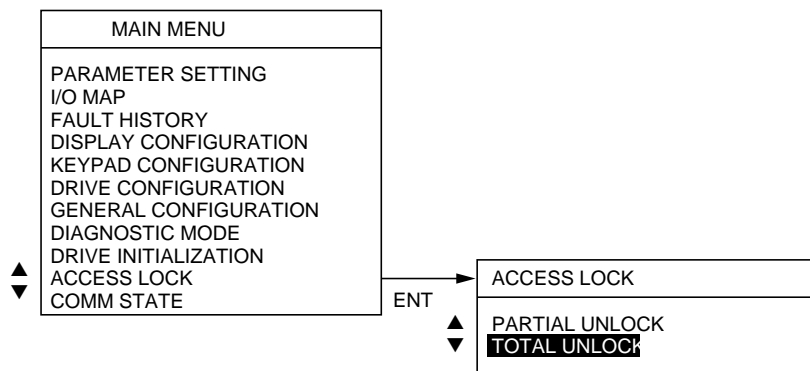 MAIN MENU
PARAMETER SETTING
I/O MAP
FAULT HISTORY
DISPLAY CONFIGURATION
KEYPAD CONFIGURATION
DRIVE CONFIGURATION
GENERAL CONFIGURATION
DIAGNOSTIC MODE
DRIVE INITIALIZATION
ACCESS LOCK
COMM STATE
ENT
ACCESS LOCK
PARTIAL UNLOCK
TOTAL UNLOCK